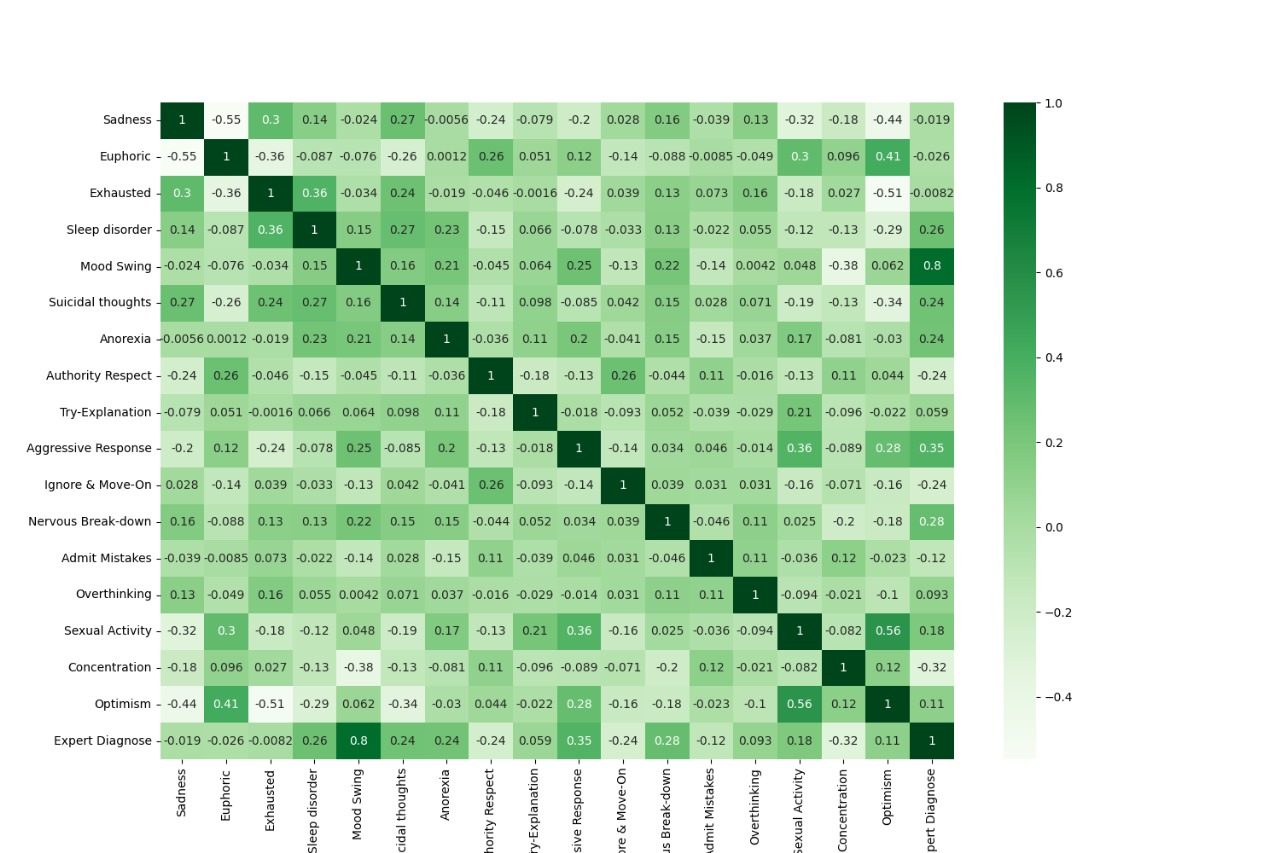 Sadness 1 -0.55 0.3 0.14 -0.024 0.27 -0.0056 -0.24 -0.079 -0.2 0.028 0.16 -0.039 0.13 -0.32 -0.18 -0.44 -0.019
Euphoric -0.55 1 -0.36 -0.087 -0.076 -0.26 0.0012 0.26 0.051 0.12 -0.14 -0.088 -0.0085 -0.049 0.3 0.096 0.41 -0.026
Exhausted 0.3 -0.36 1 0.36 -0.034 0.24 -0.019 -0.046 -0.0016 -0.24 0.039 0.13 0.073 0.16 -0.18 0.027 -0.51 -0.0082
Sleep disorder 0.14 -0.087 0.36 1 0.15 0.27 0.23 -0.15 0.066 -0.078 -0.033 0.13 -0.022 0.055 -0.12 -0.13 -0.29 0.26
Mood Swing -0.024 -0.076 -0.034 0.15 1 0.16 0.21 -0.045 0.064 0.25 -0.13 0.22 -0.14 0.0042 0.048 -0.38 0.062 0.8
Suicidal thoughts 0.27 -0.26 0.24 0.27 0.16 1 0.14 -0.11 0.098 -0.085 0.042 0.15 0.028 0.071 -0.19 -0.13 -0.34 0.24
Anorexia -0.0056 0.0012 -0.019 0.23 0.21 0.14 1 -0.036 0.11 0.2 -0.041 0.15 -0.15 0.037 0.17 -0.081 -0.03 0.24
Authority Respect -0.24 0.26 -0.046 -0.15 -0.045 -0.11 -0.036 1 -0.18 -0.13 0.26 -0.044 0.11 -0.016 -0.13 0.11 0.044 -0.24
Try-Explanation -0.079 0.051 -0.0016 0.066 0.064 0.098 0.11 -0.18 1 -0.018 -0.093 0.052 -0.039 -0.029 0.21 -0.096 -0.022 0.059
Aggressive Response -0.2 0.12 -0.24 -0.078 0.25 -0.085 0.2 -0.13 -0.018 1 -0.14 0.034 0.046 -0.014 0.36 -0.089 0.28 0.35
Ignore & Move-On 0.028 -0.14 0.039 -0.033 -0.13 0.042 -0.041 0.26 -0.093 -0.14 1 0.039 0.031 0.031 -0.16 -0.071 -0.16 -0.24
Nervous Break-down 0.16 -0.088 0.13 0.13 0.22 0.15 0.15 -0.044 0.052 0.034 0.039 1 -0.046 0.11 0.025 -0.2 -0.18 0.28
Admit Mistakes -0.039 -0.0085 0.073 -0.022 -0.14 0.028 -0.15 0.11 -0.039 0.046 0.031 -0.046 1 0.11 -0.036 0.12 -0.023 -0.12
Overthinking 0.13 -0.049 0.16 0.055 0.0042 0.071 0.037 -0.016 -0.029 -0.014 0.031 0.11 0.11 1 -0.094 -0.021 -0.1 0.093
Sexual Activity -0.32 0.3 -0.18 -0.12 0.048 -0.19 0.17 -0.13 0.21 0.36 -0.16 0.025 -0.036 -0.094 1 -0.082 0.56 0.18
Concentration -0.18 0.096 0.027 -0.13 -0.38 -0.13 -0.081 0.11 -0.096 -0.089 -0.071 -0.2 0.12 -0.021 -0.082 1 0.12 -0.32
Optimism -0.44 0.41 -0.51 -0.29 0.062 -0.34 -0.03 0.044 -0.022 0.28 -0.16 -0.18 -0.023 -0.1 0.56 0.12 1 0.11
Expert Diagnose -0.019 -0.026 -0.0082 0.26 0.8 0.24 0.24 -0.24 0.059 0.35 -0.24 0.28 -0.12 0.093 0.18 -0.32 0.11 1
Sadness
Euphoric
Exhausted
Sleep disorder
Mood Swing
cidal thoughts
Anorexia
hority Respect
ry-Explanation
sive Response
ore & Move-On
us Break-down
dmit Mistakes
Overthinking
Sexual Activity
Concentration
Optimism
pert Diagnose
1.0
0.8
0.6
0.4
0.2
0.0
−0.2
−0.4